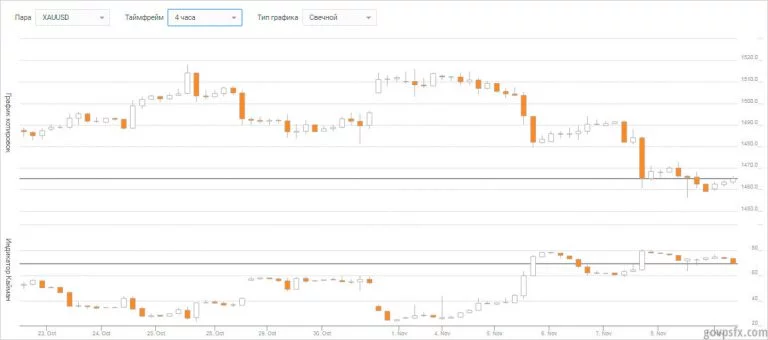 Пара XAUUSD Таймфрейм 4 часа Тип графика Свечной
График котировок
1520.0
1510.0
1500.0
1490.0
1480.0
1470.0
1460.0
1450.0
Индикатор Кайман
80
60
40
20
23. Oct 24. Oct 25. Oct 28. Oct 29. Oct 30. Oct 1. Nov 4. Nov 5. Nov 6. Nov 7. Nov 8. Nov
govpsfx.com